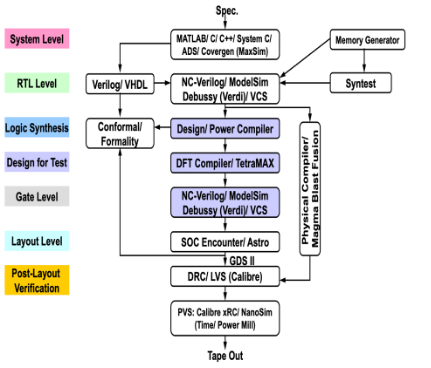 Spec.
System Level
MATLAB/ C/ C++/ System C/
ADS/ Covergen (MaxSim)
Memory Generator
RTL Level
Verilog/ VHDL
NC-Verilog/ ModelSim
Debussy (Verdi)/ VCS
Syntest
Logic Synthesis
Conformal/
Formality
Design/ Power Compiler
Physical Compiler/
Magma Blast Fusion
Design for Test
DFT Compiler/ TetraMAX
Gate Level
NC-Verilog/ ModelSim
Debussy (Verdi)/ VCS
Layout Level
SOC Encounter/ Astro
GDS II
Post-Layout
Verification
DRC/ LVS (Calibre)
PVS: Calibre xRC/ NanoSim
(Time/ Power Mill)
Tape Out